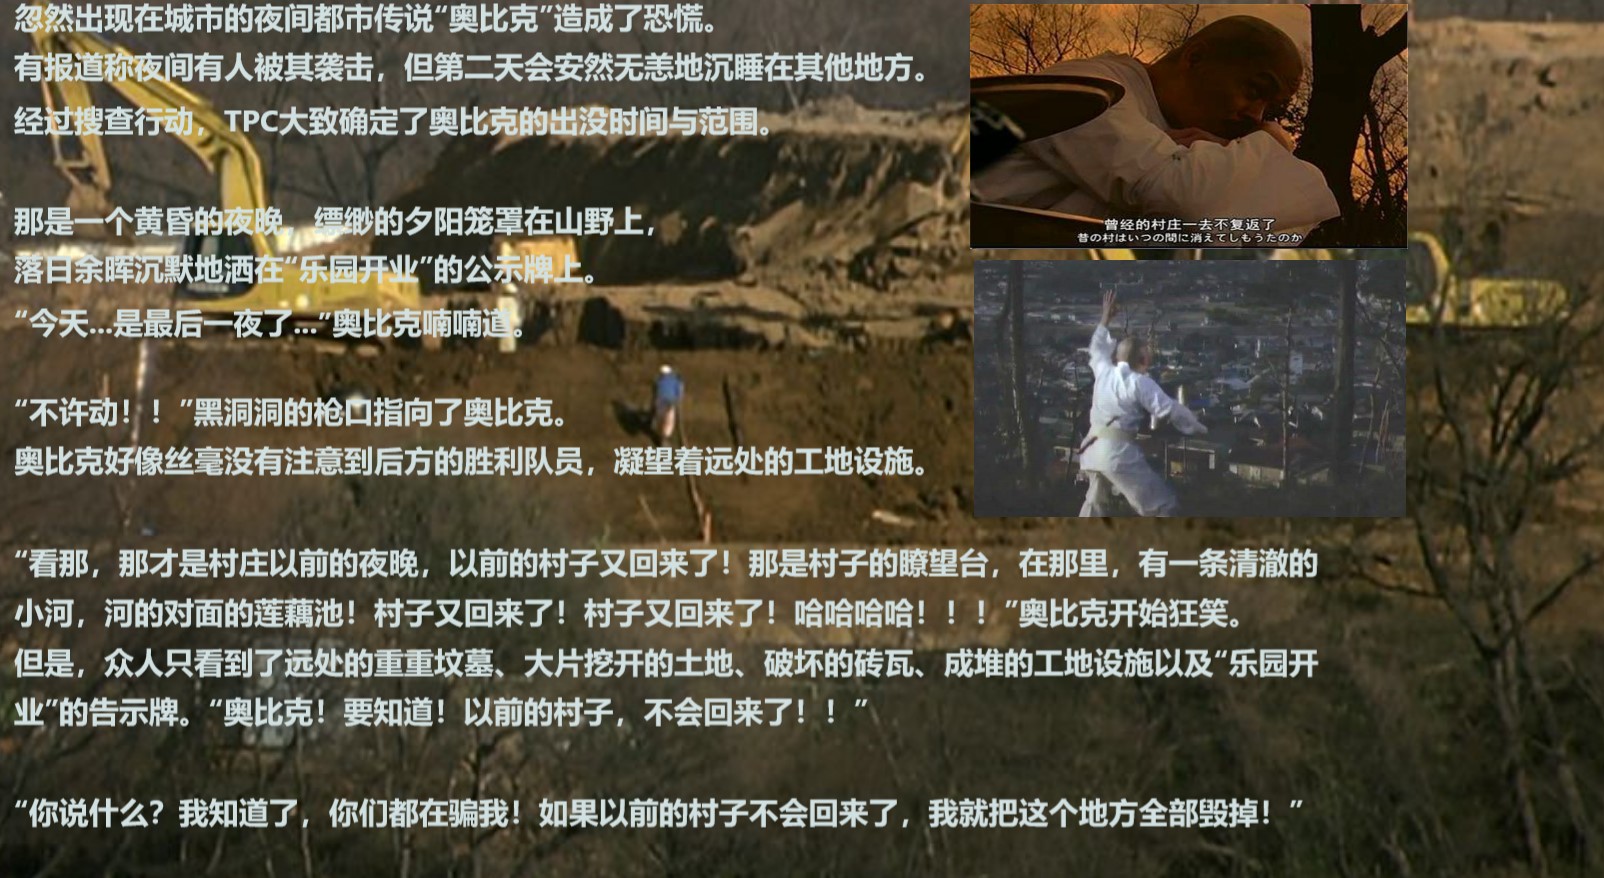 忽然出现在城市的夜间都市传说“奥比克”造成了恐慌。
有报道称夜间有人被其袭击，但第二天会安然无恙地沉睡在其他地方。
经过搜查行动，TPC大致确定了奥比克的出没时间与范围。
那是一个黄昏的夜晚，缥缈的夕阳笼罩在山野上，
落日余晖沉默地洒在“乐园开业”的公示牌上。
“今天...是最后一夜了...”奥比克喃喃道。
“不许动！！”黑洞洞的枪口指向了奥比克。
奥比克好像丝毫没有注意到后方的胜利队员，凝望着远处的工地设施。
“看那，那才是村庄以前的夜晚，以前的村子又回来了！那是村子的瞭望台，在那里，有一条清澈的
小河，河的对面的莲藕池！村子又回来了！村子又回来了！哈哈哈哈！！！”奥比克开始狂笑。
但是，众人只看到了远处的重重坟墓、大片挖开的土地、破坏的砖瓦、成堆的工地设施以及“乐园开
业”的告示牌。“奥比克！要知道！以前的村子，不会回来了！！”
“你说什么？我知道了，你们都在骗我！如果以前的村子不会回来了，我就把这个地方全部毁掉！”
曾经的村庄一去不复返了
昔の村はいつの間に消えてしもうたのか